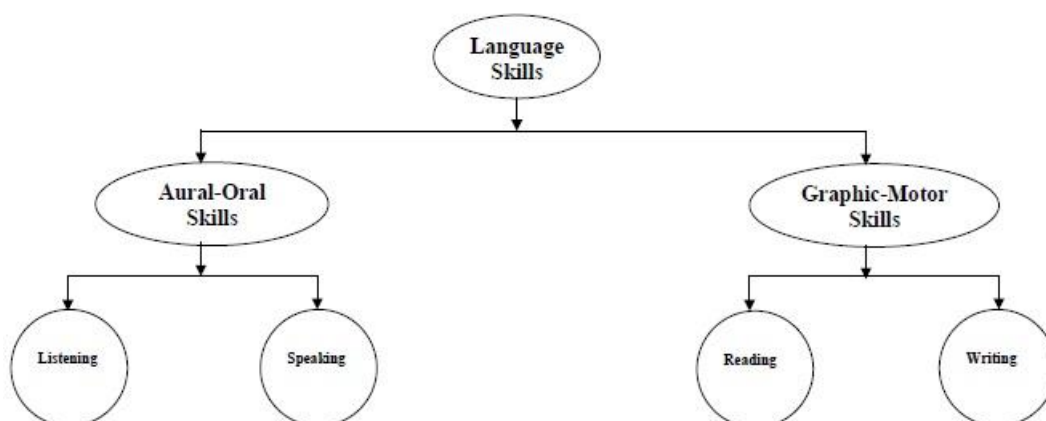 Language
Skills
Aural-Oral
Skills
Graphic-Motor
Skills
Listening
Speaking
Reading
Writing